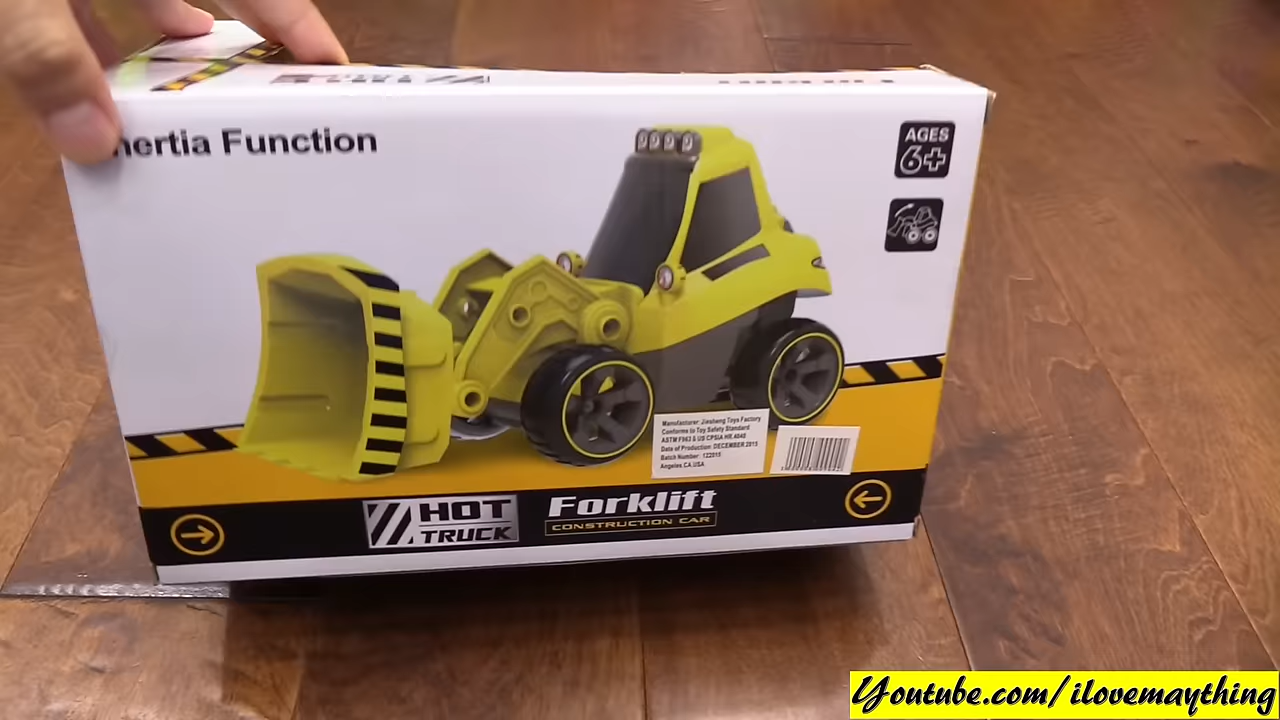 nertia Function
AGES
6+
Manufacturer: Jiesheng Toys Factory
Conforms to Toy Safety Standard
ASTM F963 & US CPSIA HR.4040
Date of Production: DECEMBER 2015
Batch Number: 122015
Angeles, CA, USA
HOT
TRUCK
Forklift
CONSTRUCTION CAR
Youtube.com/ilovemaything